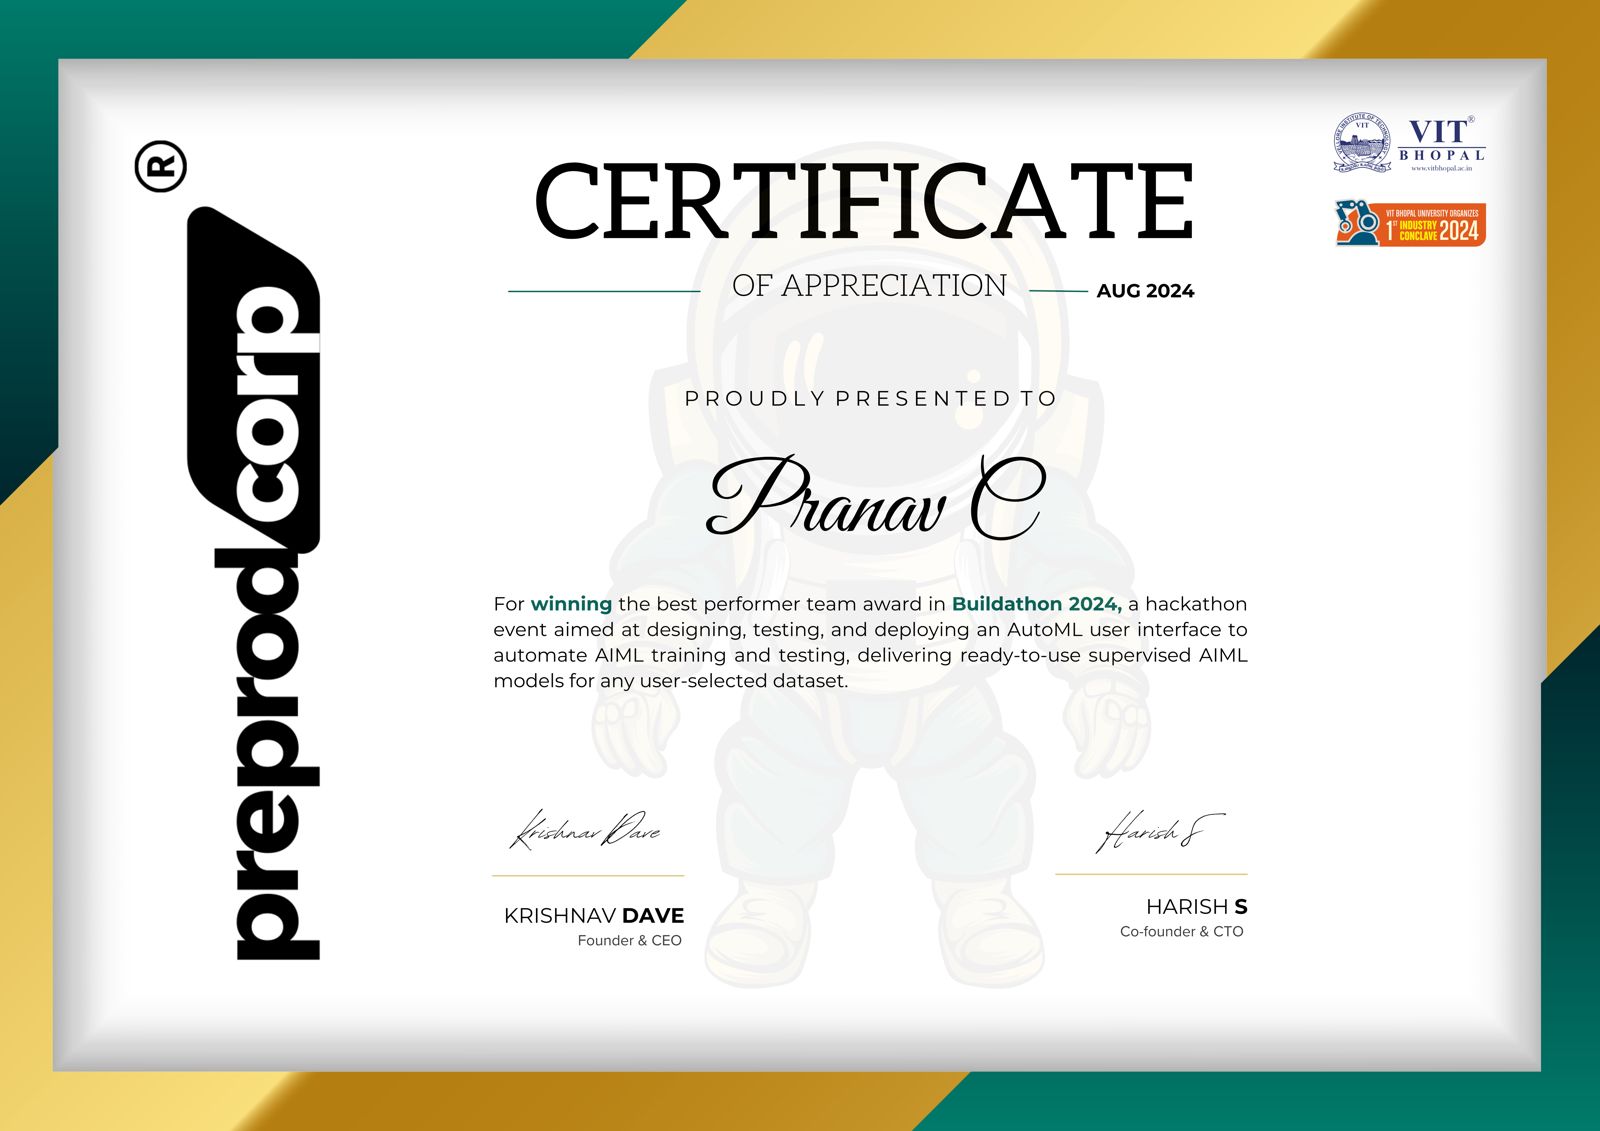 ®
preprodcorp
CERTIFICATE
OF APPRECIATION
AUG 2024
VIT®
BHOPAL
www.vitbhopal.ac.in
VIT
VIT BHOPAL UNIVERSITY ORGANIZES
1ST INDUSTRY
CONCLAVE 2024
PROUDLY PRESENTED TO
Pranav C
For winning the best performer team award in Buildathon 2024, a hackathon
event aimed at designing, testing, and deploying an AutoML user interface to
automate AIML training and testing, delivering ready-to-use supervised AIML
models for any user-selected dataset.
Krishnav Dave
KRISHNAV DAVE
Founder & CEO
Harish S
HARISH S
Co-founder & CTO